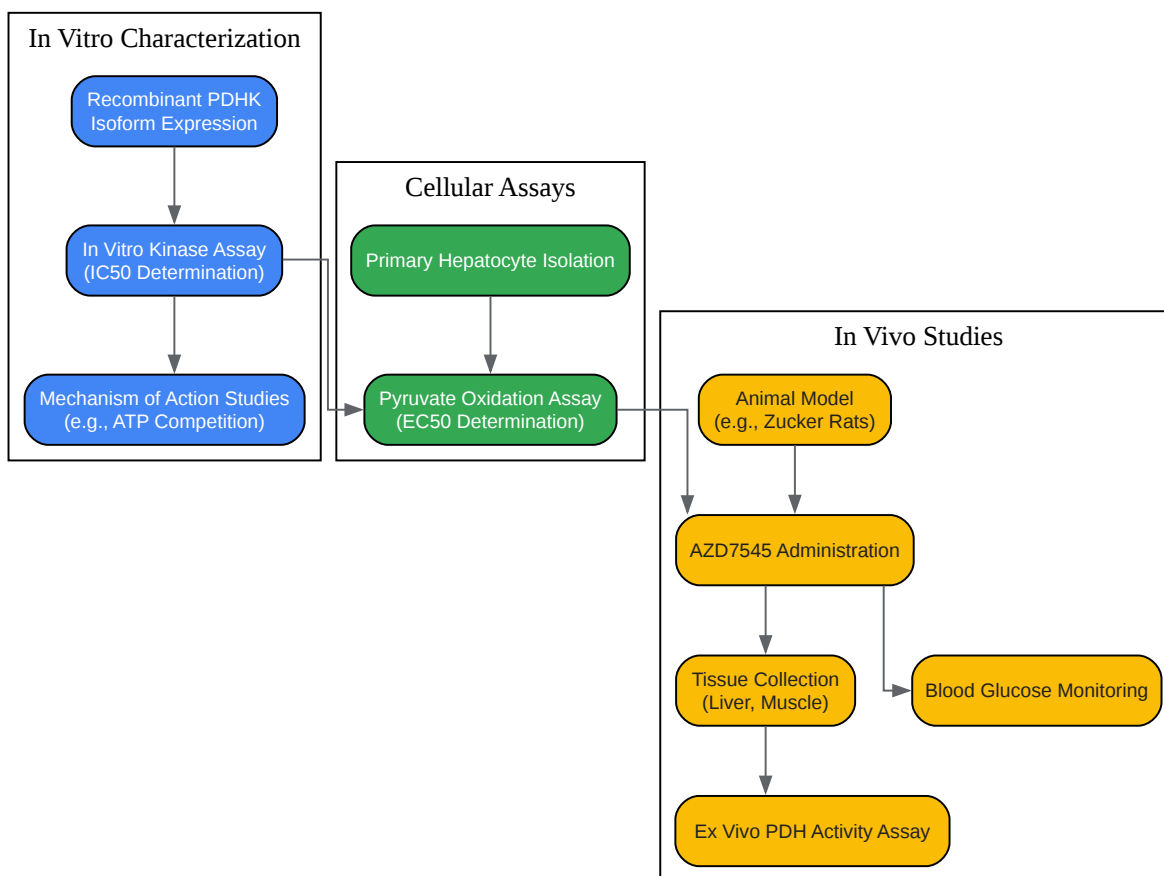 In Vitro Characterization
Recombinant PDHK
Isoform Expression
In Vitro Kinase Assay
(IC50 Determination)
Mechanism of Action Studies
(e.g., ATP Competition)
Cellular Assays
Primary Hepatocyte Isolation
Pyruvate Oxidation Assay
(EC50 Determination)
In Vivo Studies
Animal Model
(e.g., Zucker Rats)
AZD7545 Administration
Tissue Collection
(Liver, Muscle)
Blood Glucose Monitoring
Ex Vivo PDH Activity Assay